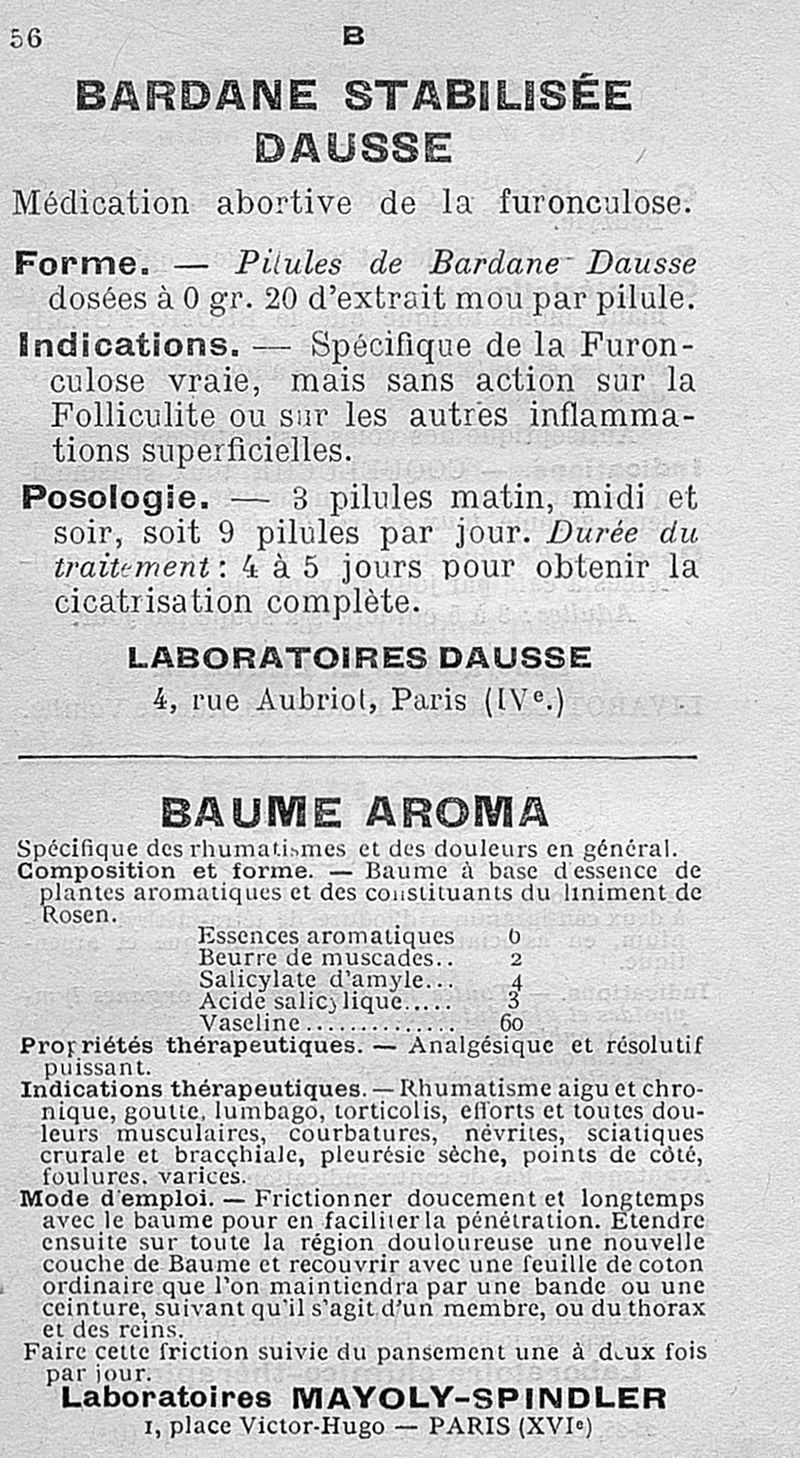 56 B
BARDANE STABILISÉE
DAUSSE
Médication abortive de la furonculose.
Forme. — Pilules de Bardane Dausse
dosées à 0 gr. 20 d'extrait mou par pilule.
Indications. — Spécifique de la Furon-
culose vraie, mais sans action sur la
Folliculite ou sur les autres inflamma-
tions superficielles.
Posologie. — 3 pilules matin, midi et
soir, soit 9 pilules par jour. Durée du
traitement : 4 à 5 jours pour obtenir la
cicatrisation complète.
LABORATOIRES DAUSSE
4, rue Aubriot, Paris (IVe.)
BAUME AROMA
Spécifique des rhumatismes et des douleurs en général.
Composition et forme. — Baume à base d'essence de
plantes aromatiques et des constituants du liniment de
Rosen.
Essences aromatiques 6
Beurre de muscades.. 2
Salicylate d'amyle... 4
Acide salicylique..... 3
Vaseline............... 60
Propriétés thérapeutiques. — Analgésique et résolutif
puissant.
Indications thérapeutiques. — Rhumatisme aigu et chro-
nique, goutte, lumbago, torticolis, efforts et toutes dou-
leurs musculaires, courbatures, névrites, sciatiques
crurale et bracçhiale, pleurésie sèche, points de côté,
foulures, varices.
Mode d'emploi. — Frictionner doucement et longtemps
avec le baume pour en faciliter la pénétration. Etendre
ensuite sur toute la région douloureuse une nouvelle
couche de Baume et recouvrir avec une feuille de coton
ordinaire que l'on maintiendra par une bande ou une
ceinture, suivant qu'il s'agit d'un membre, ou du thorax
et des reins.
Faire cette friction suivie du pansement une à deux fois
par jour.
Laboratoires MAYOLY-SPINDLER
1, place Victor-Hugo — PARIS (XVIe)